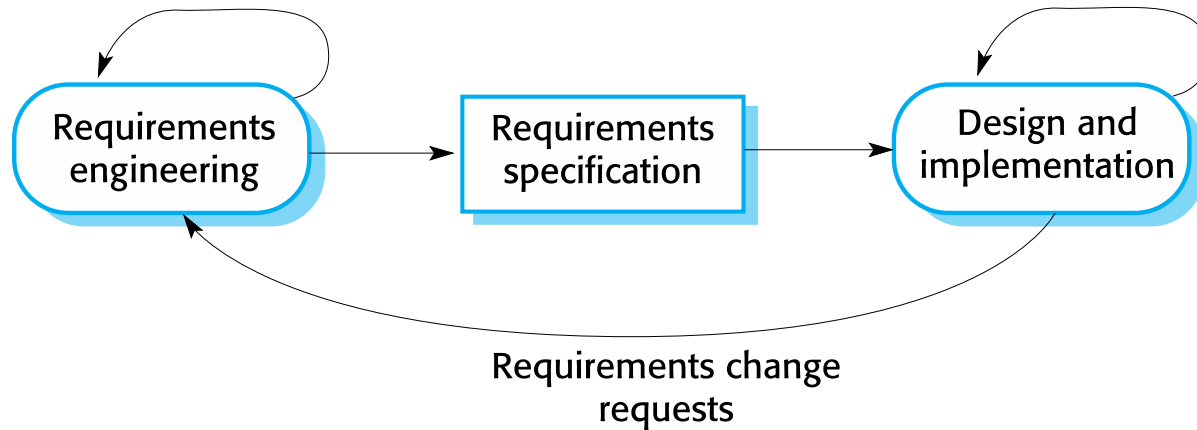 Requirements
engineering
Requirements
specification
Design and
implementation
Requirements change
requests